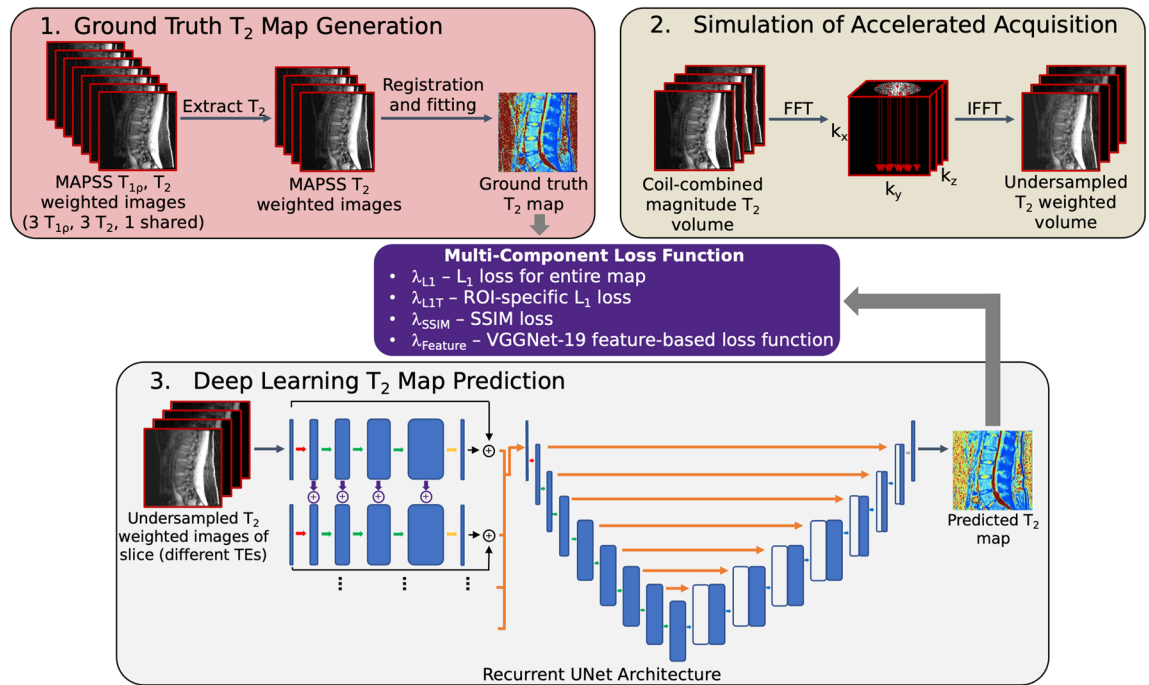 1. Ground Truth T₂ Map Generation
Extract T₂
Registration
and fitting
MAPSS T₁ρ, T₂
weighted images
(3 T₁ρ, 3 T₂, 1 shared)
MAPSS T₂
weighted images
Ground truth
T₂ map
2. Simulation of Accelerated Acquisition
FFT
IFFT
kx
ky
kz
Coil-combined
magnitude T₂
volume
Undersampled
T₂ weighted
volume
Multi-Component Loss Function
• λL1 – L₁ loss for entire map
• λL1T – ROI-specific L₁ loss
• λSSIM – SSIM loss
• λFeature – VGGNet-19 feature-based loss function
3. Deep Learning T₂ Map Prediction
Undersampled T₂
weighted images of
slice (different TEs)
Predicted T₂
map
Recurrent UNet Architecture